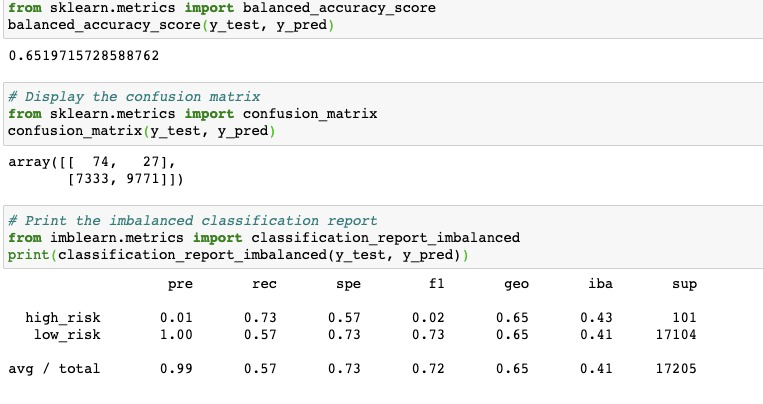 from sklearn.metrics import balanced_accuracy_score
balanced_accuracy_score(y_test, y_pred)
0.6519715728588762
# Display the confusion matrix
from sklearn.metrics import confusion_matrix
confusion_matrix(y_test, y_pred)
array([[  74,   27],
       [7333, 9771]])
# Print the imbalanced classification report
from imblearn.metrics import classification_report_imbalanced
print(classification_report_imbalanced(y_test, y_pred))
pre rec spe f1 geo iba sup
high_risk 0.01 0.73 0.57 0.02 0.65 0.43 101
low_risk 1.00 0.57 0.73 0.73 0.65 0.41 17104
avg / total 0.99 0.57 0.73 0.72 0.65 0.41 17205